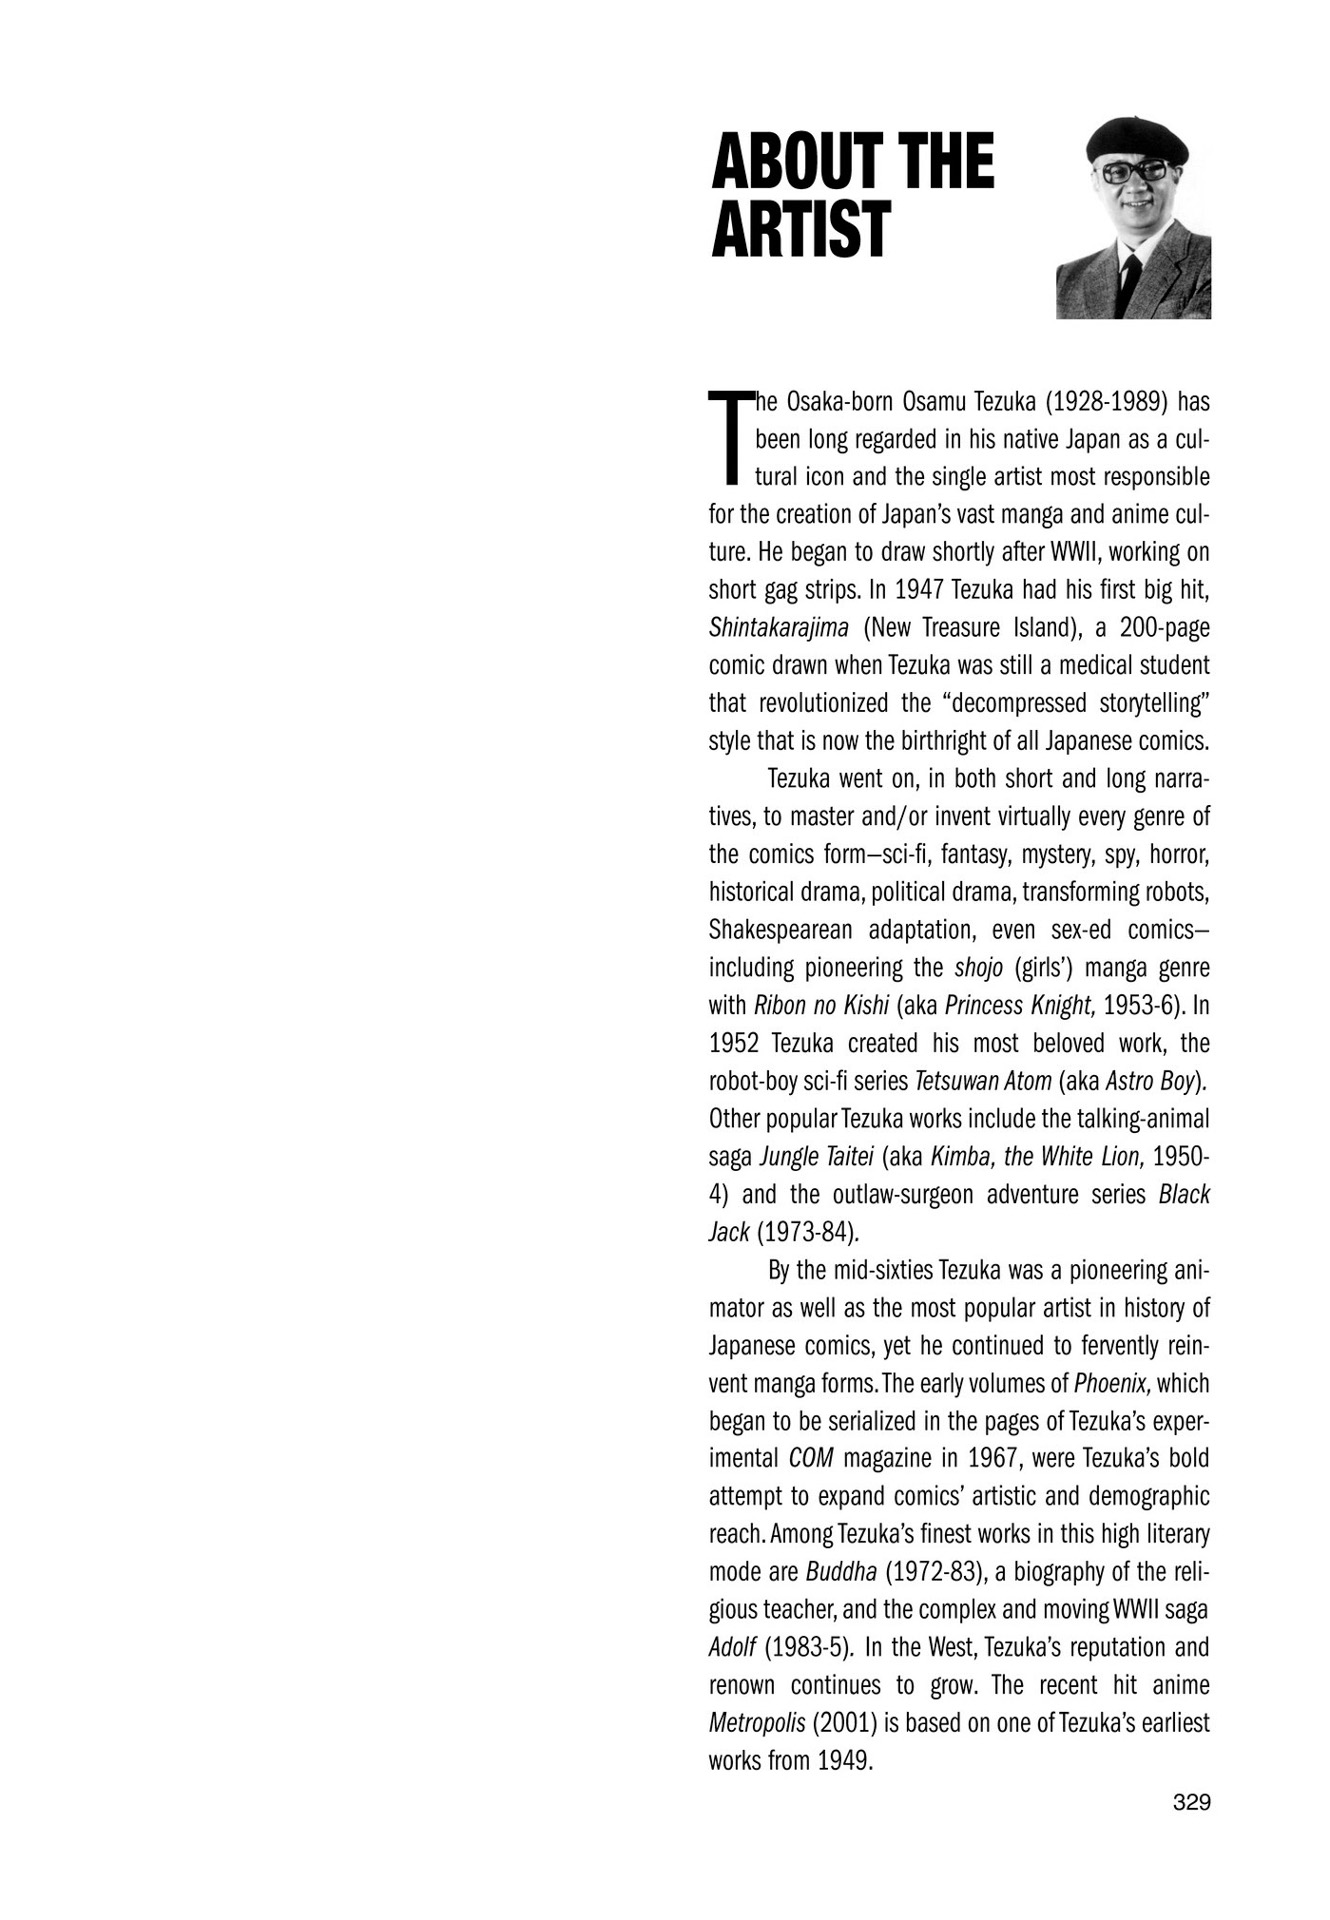 ABOUT THE
ARTIST
The Osaka-born Osamu Tezuka (1928-1989) has
been long regarded in his native Japan as a cul-
tural icon and the single artist most responsible
for the creation of Japan’s vast manga and anime cul-
ture. He began to draw shortly after WWII, working on
short gag strips. In 1947 Tezuka had his first big hit,
Shintakarajima (New Treasure Island), a 200-page
comic drawn when Tezuka was still a medical student
that revolutionized the “decompressed storytelling”
style that is now the birthright of all Japanese comics.
Tezuka went on, in both short and long narra-
tives, to master and/or invent virtually every genre of
the comics form—sci-fi, fantasy, mystery, spy, horror,
historical drama, political drama, transforming robots,
Shakespearean adaptation, even sex-ed comics—
including pioneering the shojo (girls’) manga genre
with Ribon no Kishi (aka Princess Knight, 1953-6). In
1952 Tezuka created his most beloved work, the
robot-boy sci-fi series Tetsuwan Atom (aka Astro Boy).
Other popular Tezuka works include the talking-animal
saga Jungle Taitei (aka Kimba, the White Lion, 1950-
4) and the outlaw-surgeon adventure series Black
Jack (1973-84).
By the mid-sixties Tezuka was a pioneering ani-
mator as well as the most popular artist in history of
Japanese comics, yet he continued to fervently rein-
vent manga forms. The early volumes of Phoenix, which
began to be serialized in the pages of Tezuka’s exper-
imental COM magazine in 1967, were Tezuka’s bold
attempt to expand comics’ artistic and demographic
reach. Among Tezuka’s finest works in this high literary
mode are Buddha (1972-83), a biography of the reli-
gious teacher, and the complex and moving WWII saga
Adolf (1983-5). In the West, Tezuka’s reputation and
renown continues to grow. The recent hit anime
Metropolis (2001) is based on one of Tezuka’s earliest
works from 1949.
329